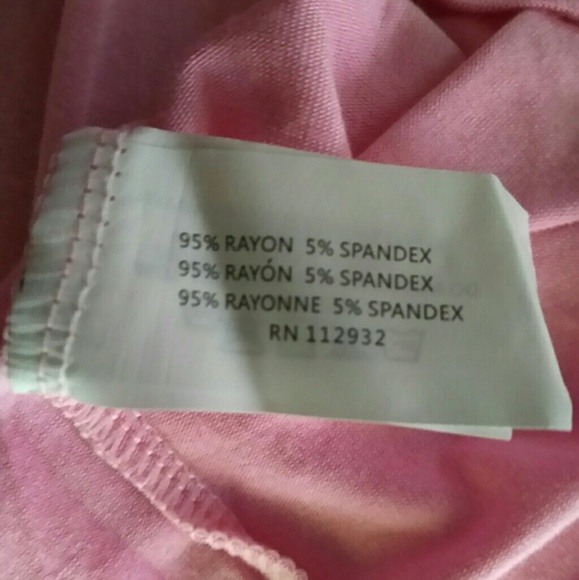 95% RAYON 5% SPANDEX
95% RAYÓN 5% SPANDEX
95% RAYONNE 5% SPANDEX
RN 112932